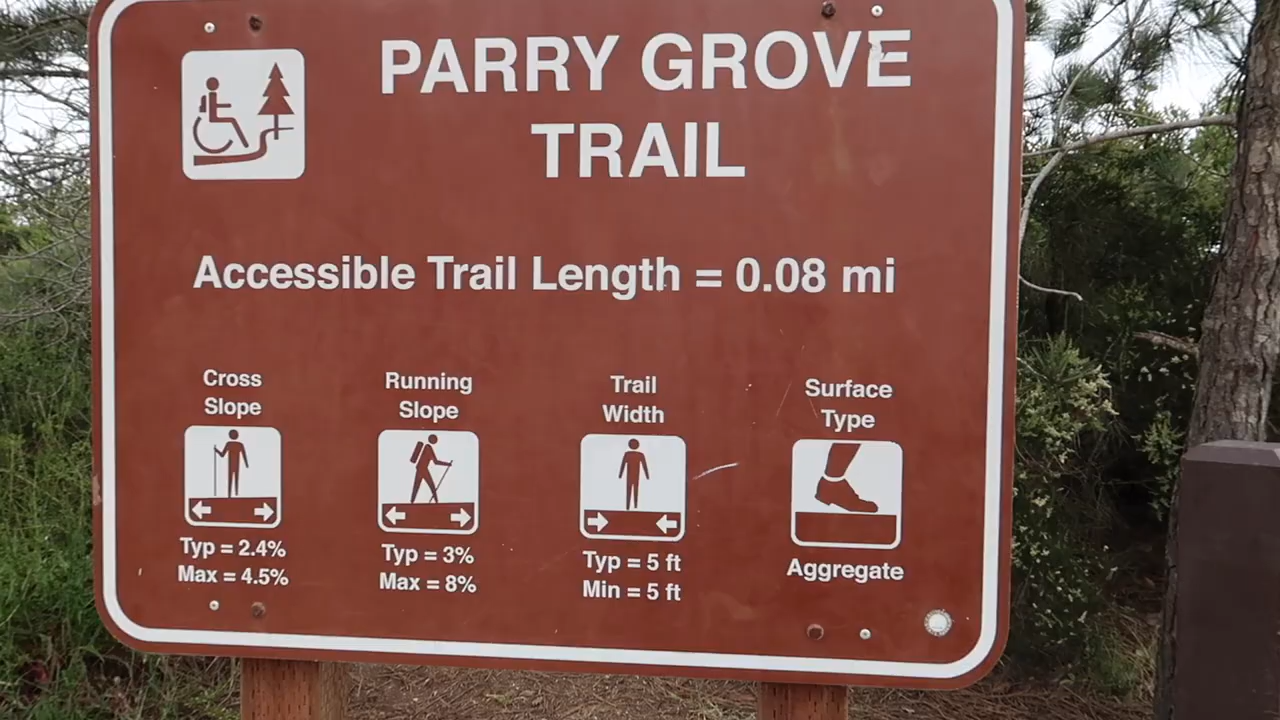 PARRY GROVE
TRAIL
Accessible Trail Length = 0.08 mi
Cross
Slope
Typ = 2.4%
Max = 4.5%
Running
Slope
Typ = 3%
Max = 8%
Trail
Width
Typ = 5 ft
Min = 5 ft
Surface
Type
Aggregate